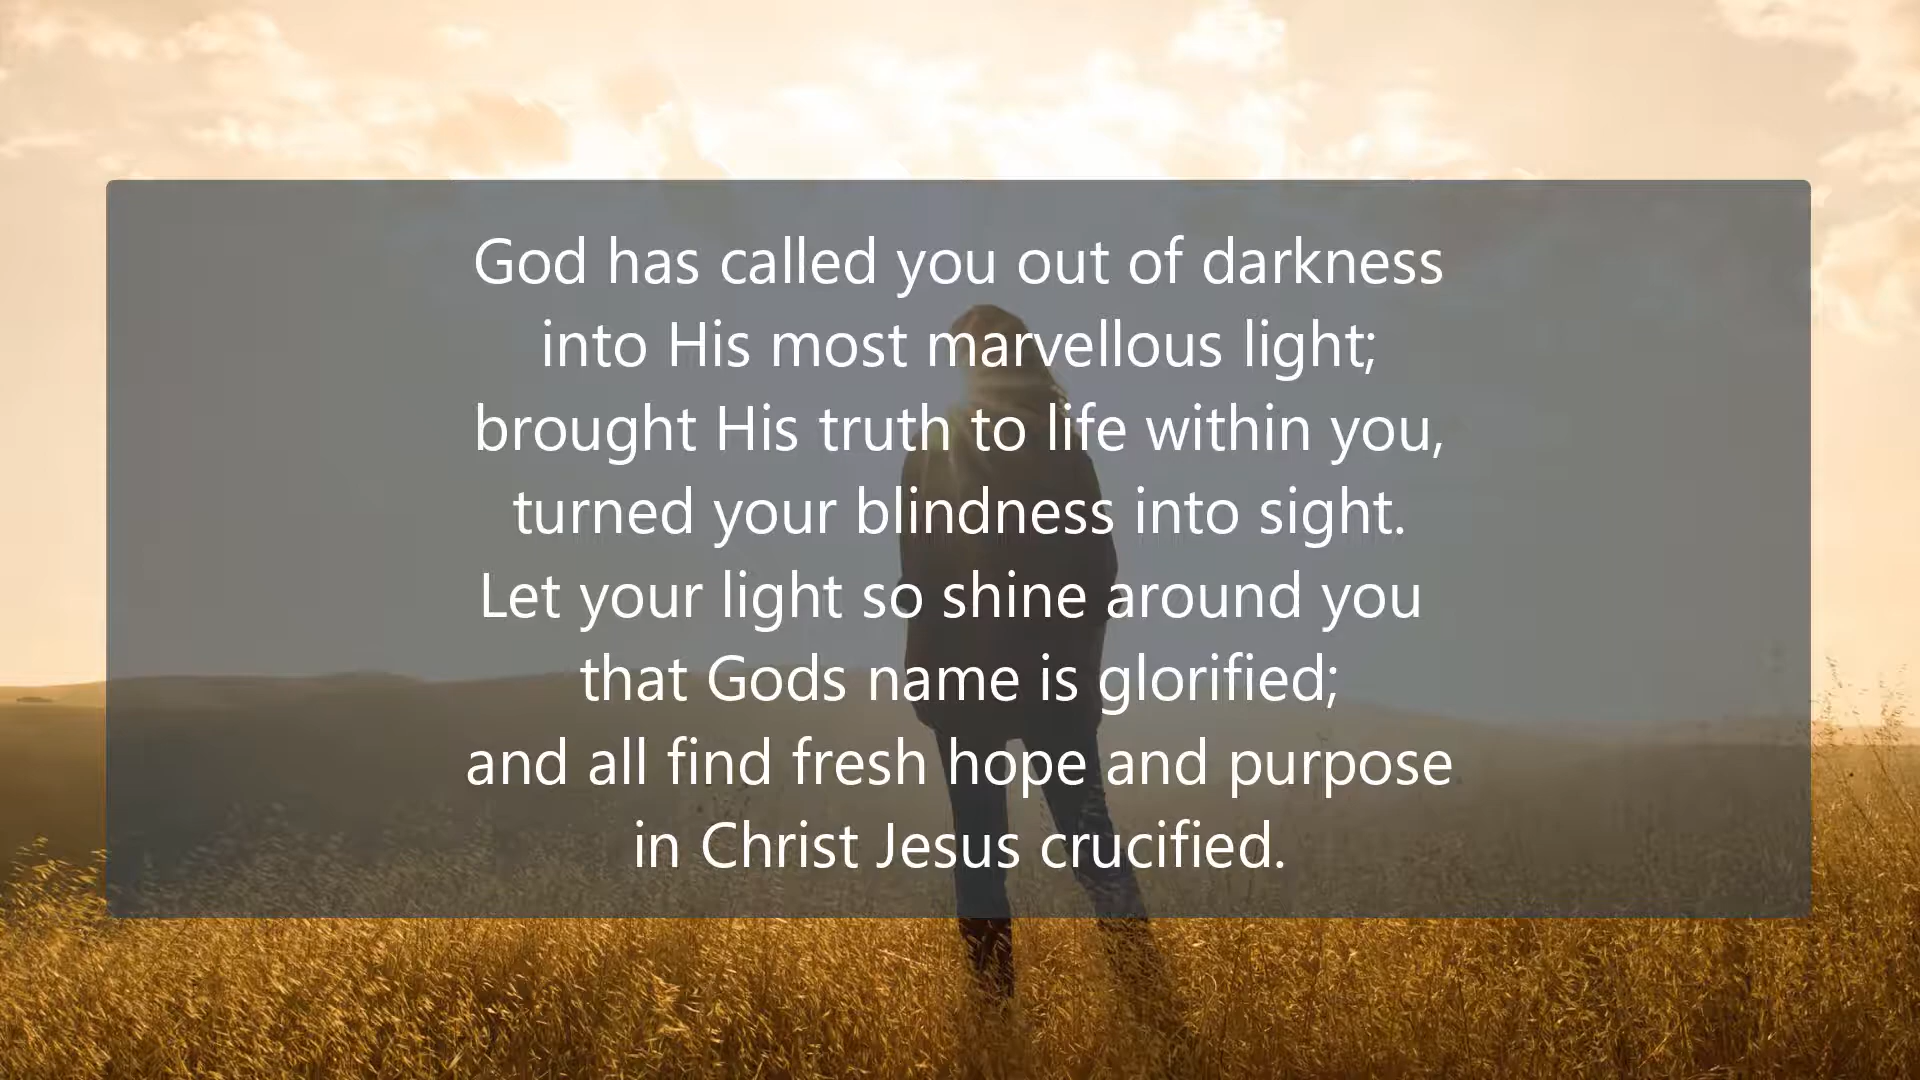 God has called you out of darkness
into His most marvellous light;
brought His truth to life within you,
turned your blindness into sight.
Let your light so shine around you
that Gods name is glorified;
and all find fresh hope and purpose
in Christ Jesus crucified.